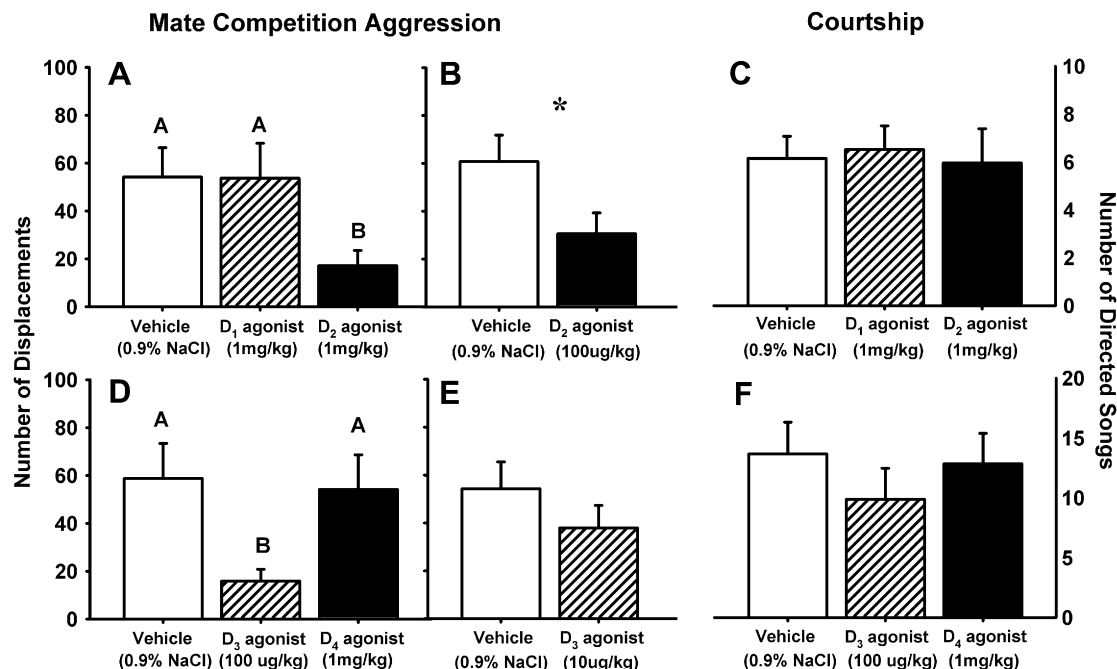 Mate Competition Aggression
Courtship
Number of Displacements
Number of Directed Songs
A
100
80
60
40
20
0
A
A
B
Vehicle
(0.9% NaCl)
D₁ agonist
(1mg/kg)
D₂ agonist
(1mg/kg)
B
*
Vehicle
(0.9% NaCl)
D₂ agonist
(100ug/kg)
C
10
8
6
4
2
0
Vehicle
(0.9% NaCl)
D₁ agonist
(1mg/kg)
D₂ agonist
(1mg/kg)
D
100
80
60
40
20
0
A
B
A
Vehicle
(0.9% NaCl)
D₃ agonist
(100 ug/kg)
D₄ agonist
(1mg/kg)
E
Vehicle
(0.9% NaCl)
D₃ agonist
(10ug/kg)
F
20
15
10
5
0
Vehicle
(0.9% NaCl)
D₃ agonist
(100 ug/kg)
D₄ agonist
(1mg/kg)